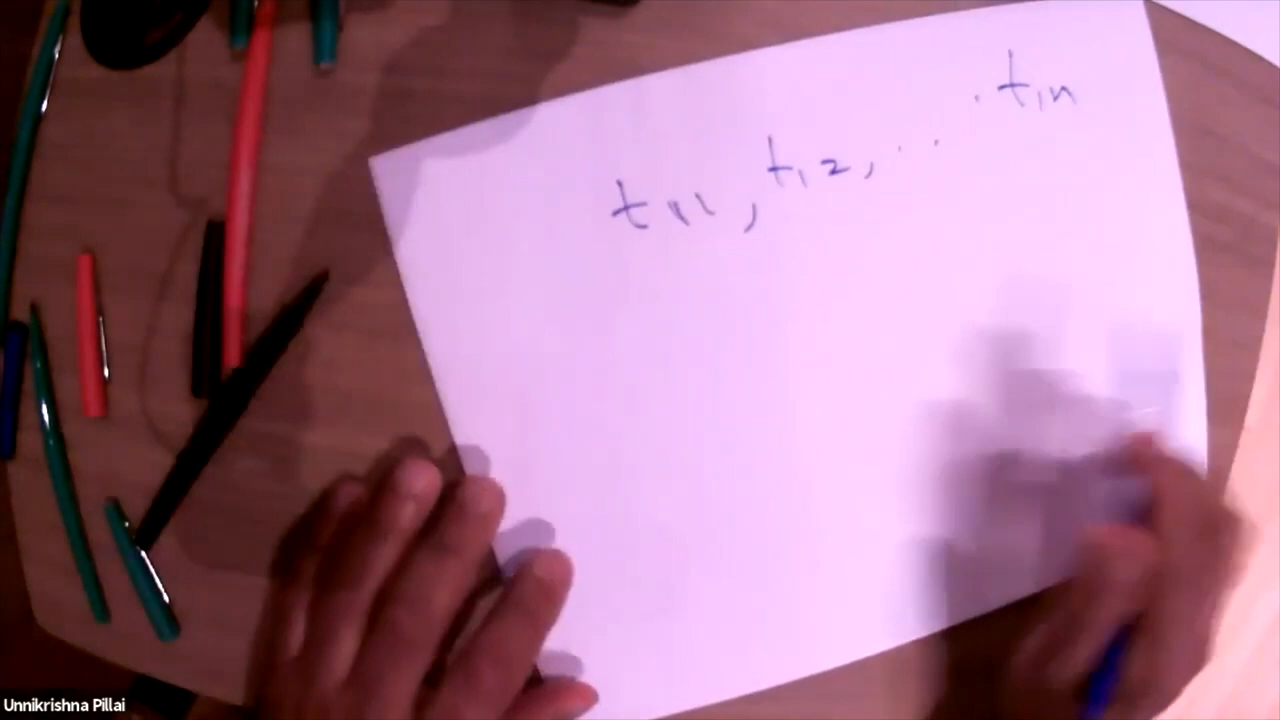 t11, t12, ... . t1n
Unnikrishna Pillai